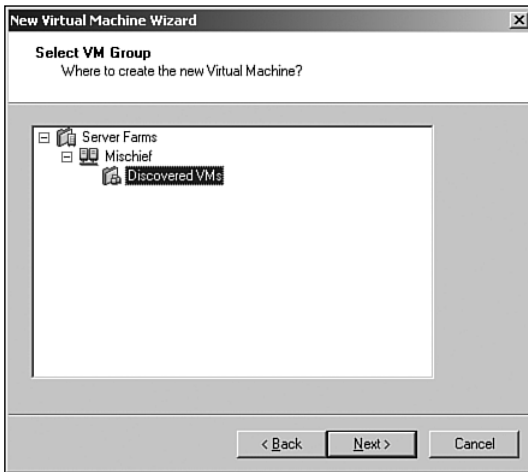 New Virtual Machine Wizard
Select VM Group
Where to create the new Virtual Machine?
Server Farms
Mischief
Discovered VMs
< Back
Next >
Cancel